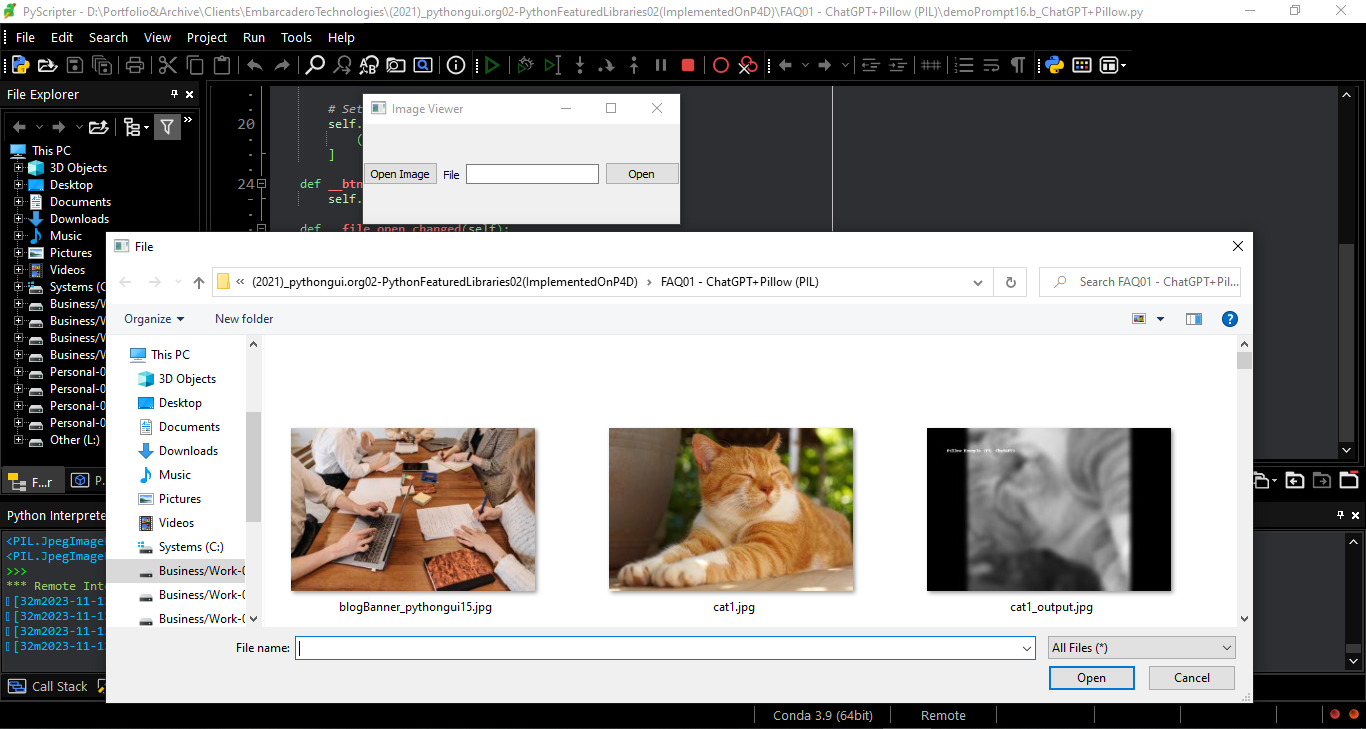 PyScripter - D:\Portfolio&Archive\Clients\EmbarcaderoTechnologies\(2021)_pythongui.org02-PythonFeaturedLibraries02(ImplementedOnP4D)\FAQ01 - ChatGPT+Pillow (PIL)\demoPrompt16.b_ChatGPT+Pillow.py
File Edit Search View Project Run Tools Help
File Explorer
This PC
3D Objects
Desktop
Documents
Downloads
Music
Pictures
Videos
Systems (C
Business/W
Business/W
Business/W
Business/W
Personal-0
Personal-0
Personal-0
Personal-0
Other (L:)
F...r P.
# Set
20 self.
(
]
24 def __btn
self.
def __file_open_changed(self):
Image Viewer
Open Image File Open
File
« (2021)_pythongui.org02-PythonFeaturedLibraries02(ImplementedOnP4D) › FAQ01 - ChatGPT+Pillow (PIL)
Search FAQ01 - ChatGPT+Pil...
Organize New folder
This PC
3D Objects
Desktop
Documents
Downloads
Music
Pictures
Videos
Systems (C:)
Business/Work-0
Business/Work-0
Business/Work-0
Pillow Example (PY, ChatGPT)
blogBanner_pythongui15.jpg cat1.jpg cat1_output.jpg
File name: All Files (*)
Open Cancel
Python Interprete
<PIL.JpegImage
<PIL.JpegImage
>>>
*** Remote Int
[32m2023-11-1
[32m2023-11-1
[32m2023-11-1
[32m2023-11-1
Call Stack
Conda 3.9 (64bit) Remote